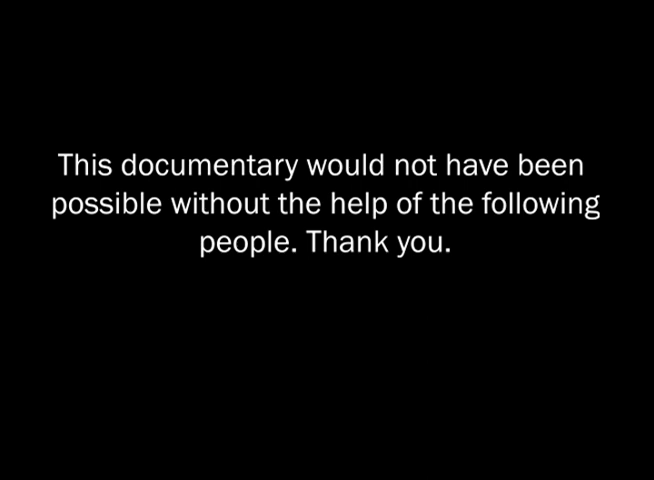 This documentary would not have been
possible without the help of the following
people. Thank you.